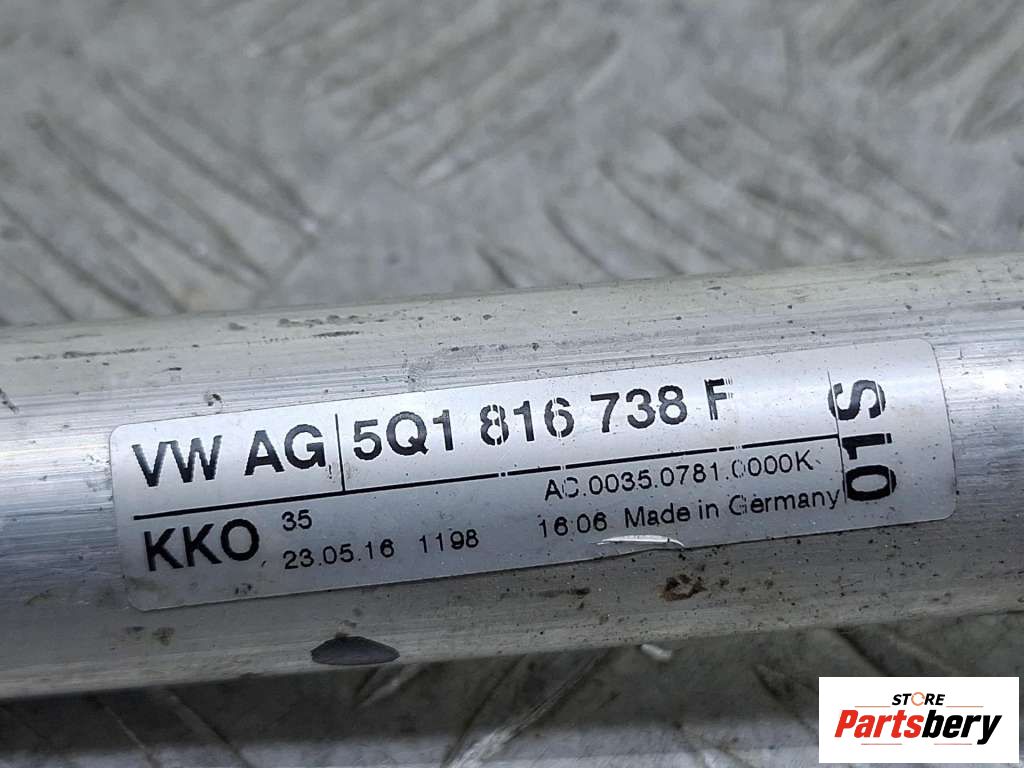 VW AG 5Q1 816 738 F
AC.0035.0781.0000K
KKO 35
23.05.16 1198 16:06 Made in Germany
01S
STORE
Partsbery